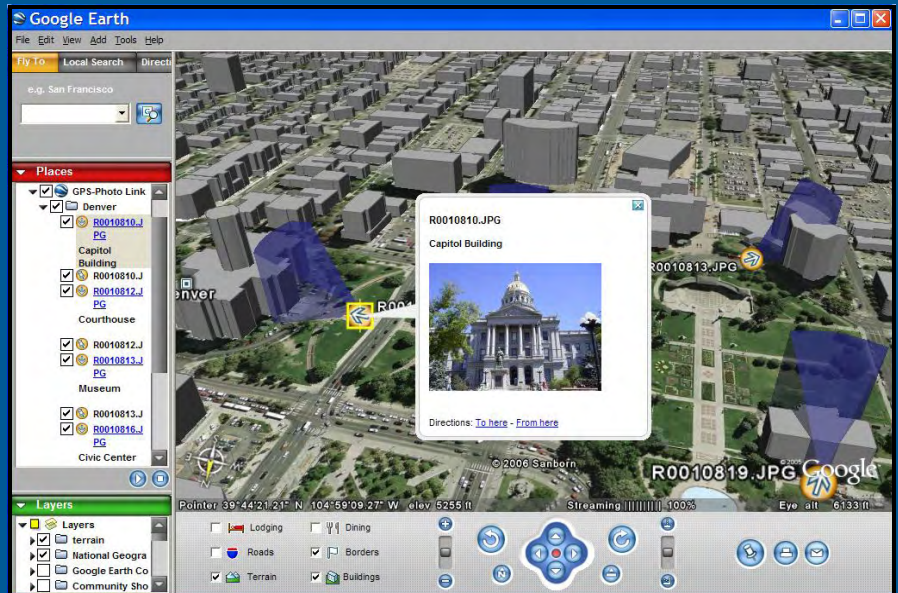 Google Earth
File Edit View Add Tools Help
Fly To Local Search Directi
e.g. San Francisco
Places
GPS-Photo Link
Denver
R0010810.J
PG
Capitol
Building
R0010810.J
R0010812.J
PG
Courthouse
R0010812.J
R0010813.J
PG
Museum
R0010813.J
R0010816.J
PG
Civic Center
Layers
Layers
terrain
National Geogra
Google Earth Co
Community Sho
enver
R001
R0010810.JPG
Capitol Building
Directions: To here - From here
R0010813.JPG
R0010819.JPG
© 2006 Sanborn
© 2005 Google
N
Pointer 39°44'21.21" N 104°59'09.27" W elev 5255 ft Streaming |||||||||| 100% Eye alt 6133 ft
Lodging Dining
Roads Borders
Terrain Buildings
N